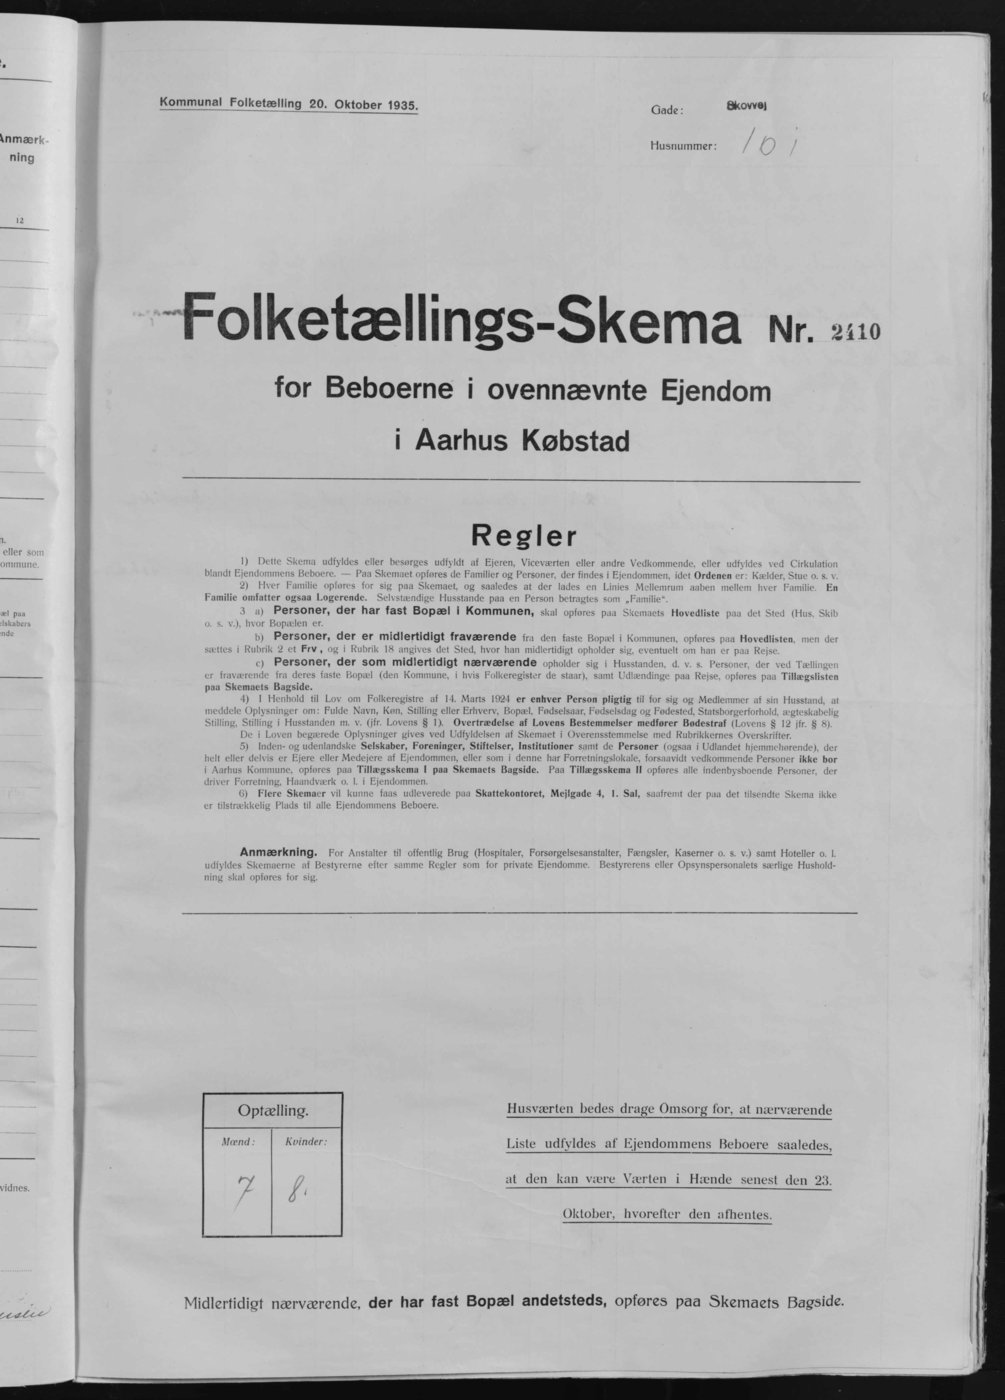 Anmærk-
ning
12
n.
eller som
ommune.
æl paa
elskabers
nde
vidnes.
Kommunal Folketælling 20. Oktober 1935.
Gade: Skovvej
Husnummer: 10 i
Folketællings-Skema Nr. 2410
for Beboerne i ovennævnte Ejendom
i Aarhus Købstad
Regler
1) Dette Skema udfyldes eller besørges udfyldt af Ejeren, Viceværten eller andre Vedkommende, eller udfyldes ved Cirkulation
blandt Ejendommens Beboere. — Paa Skemaet opføres de Familier og Personer, der findes i Ejendommen, idet Ordenen er: Kælder, Stue o. s. v.
2) Hver Familie opføres for sig paa Skemaet, og saaledes at der lades en Linies Mellemrum aaben mellem hver Familie. En
Familie omfatter ogsaa Logerende. Selvstændige Husstande paa en Person betragtes som „Familie“.
3 a) Personer, der har fast Bopæl i Kommunen, skal opføres paa Skemaets Hovedliste paa det Sted (Hus, Skib
o. s. v.), hvor Bopælen er.
b) Personer, der er midlertidigt fraværende fra den faste Bopæl i Kommunen, opføres paa Hovedlisten, men der
sættes i Rubrik 2 et Frv, og i Rubrik 18 angives det Sted, hvor han midlertidigt opholder sig, eventuelt om han er paa Rejse.
c) Personer, der som midlertidigt nærværende opholder sig i Husstanden, d. v. s. Personer, der ved Tællingen
er fraværende fra deres faste Bopæl (den Kommune, i hvis Folkeregister de staar), samt Udlændinge paa Rejse, opføres paa Tillægslisten
paa Skemaets Bagside.
4) I Henhold til Lov om Folkeregistre af 14. Marts 1924 er enhver Person pligtig til for sig og Medlemmer af sin Husstand, at
meddele Oplysninger om: Fulde Navn, Køn, Stilling eller Erhverv, Bopæl, Fødselsaar, Fødselsdag og Fødested, Statsborgerforhold, ægteskabelig
Stilling, Stilling i Husstanden m. v. (jfr. Lovens § 1). Overtrædelse af Lovens Bestemmelser medfører Bødestraf (Lovens § 12 jfr. § 8).
De i Loven begærede Oplysninger gives ved Udfyldelsen af Skemaet i Overensstemmelse med Rubrikkernes Overskrifter.
5) Inden- og udenlandske Selskaber, Foreninger, Stiftelser, Institutioner samt de Personer (ogsaa i Udlandet hjemmehørende), der
helt eller delvis er Ejere eller Medejere af Ejendommen, eller som i denne har Forretningslokale, forsaavidt vedkommende Personer ikke bor
i Aarhus Kommune, opføres paa Tillægsskema I paa Skemaets Bagside. Paa Tillægsskema II opføres alle indenbysboende Personer, der
driver Forretning, Haandværk o. l. i Ejendommen.
6) Flere Skemaer vil kunne faas udleverede paa Skattekontoret, Mejlgade 4, 1. Sal, saafremt der paa det tilsendte Skema ikke
er tilstrækkelig Plads til alle Ejendommens Beboere.
Anmærkning. For Anstalter til offentlig Brug (Hospitaler, Forsørgelsesanstalter, Fængsler, Kaserner o. s. v.) samt Hoteller o. l.
udfyldes Skemaerne af Bestyrerne efter samme Regler som for private Ejendomme. Bestyrerens eller Opsynspersonalets særlige Hushold-
ning skal opføres for sig.
Optælling.
Mænd: Kvinder:
7 8.
Husværten bedes drage Omsorg for, at nærværende
Liste udfyldes af Ejendommens Beboere saaledes,
at den kan være Værten i Hænde senest den 23.
Oktober, hvorefter den afhentes.
Midlertidigt nærværende, der har fast Bopæl andetsteds, opføres paa Skemaets Bagside.